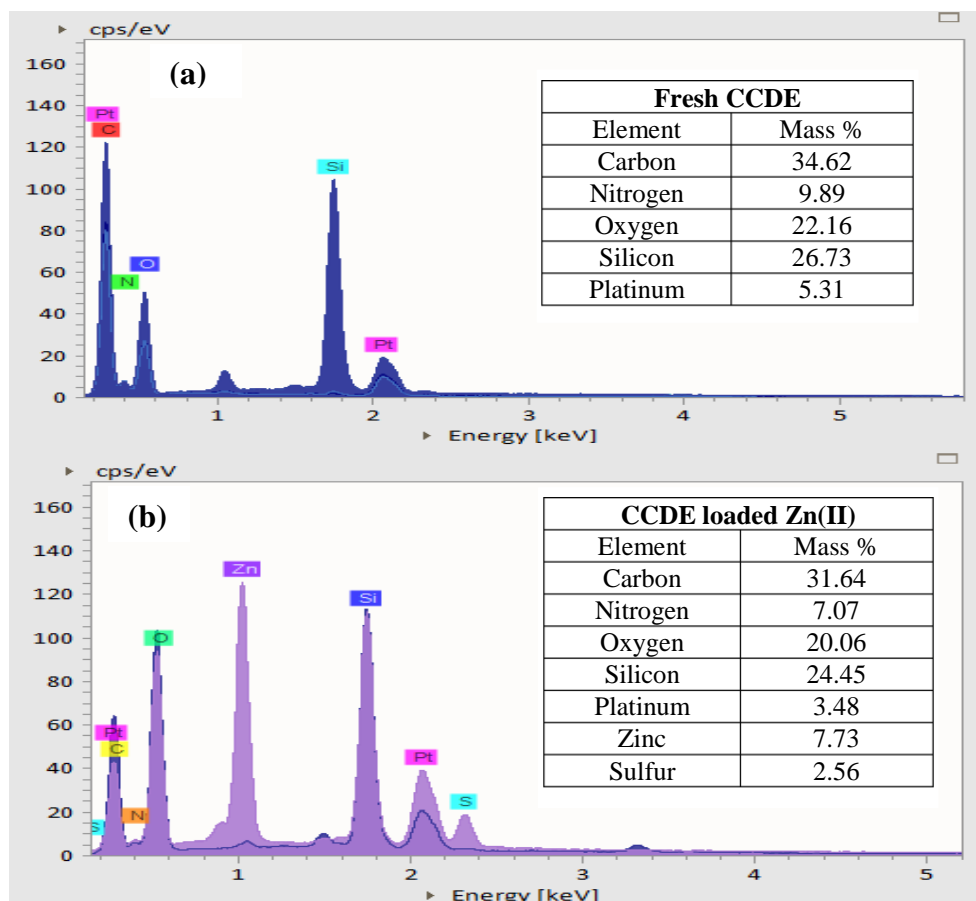 cps/eV
(a)
160
140
120
100
80
60
40
20
0
Pt
C
N
O
Si
Pt
1 2 3 4 5
Energy [keV]
Fresh CCDE
Element Mass %
Carbon 34.62
Nitrogen 9.89
Oxygen 22.16
Silicon 26.73
Platinum 5.31
cps/eV
(b)
160
140
120
100
80
60
40
20
0
S
Pt
C
N
O
Zn
Si
Pt
S
1 2 3 4 5
Energy [keV]
CCDE loaded Zn(II)
Element Mass %
Carbon 31.64
Nitrogen 7.07
Oxygen 20.06
Silicon 24.45
Platinum 3.48
Zinc 7.73
Sulfur 2.56